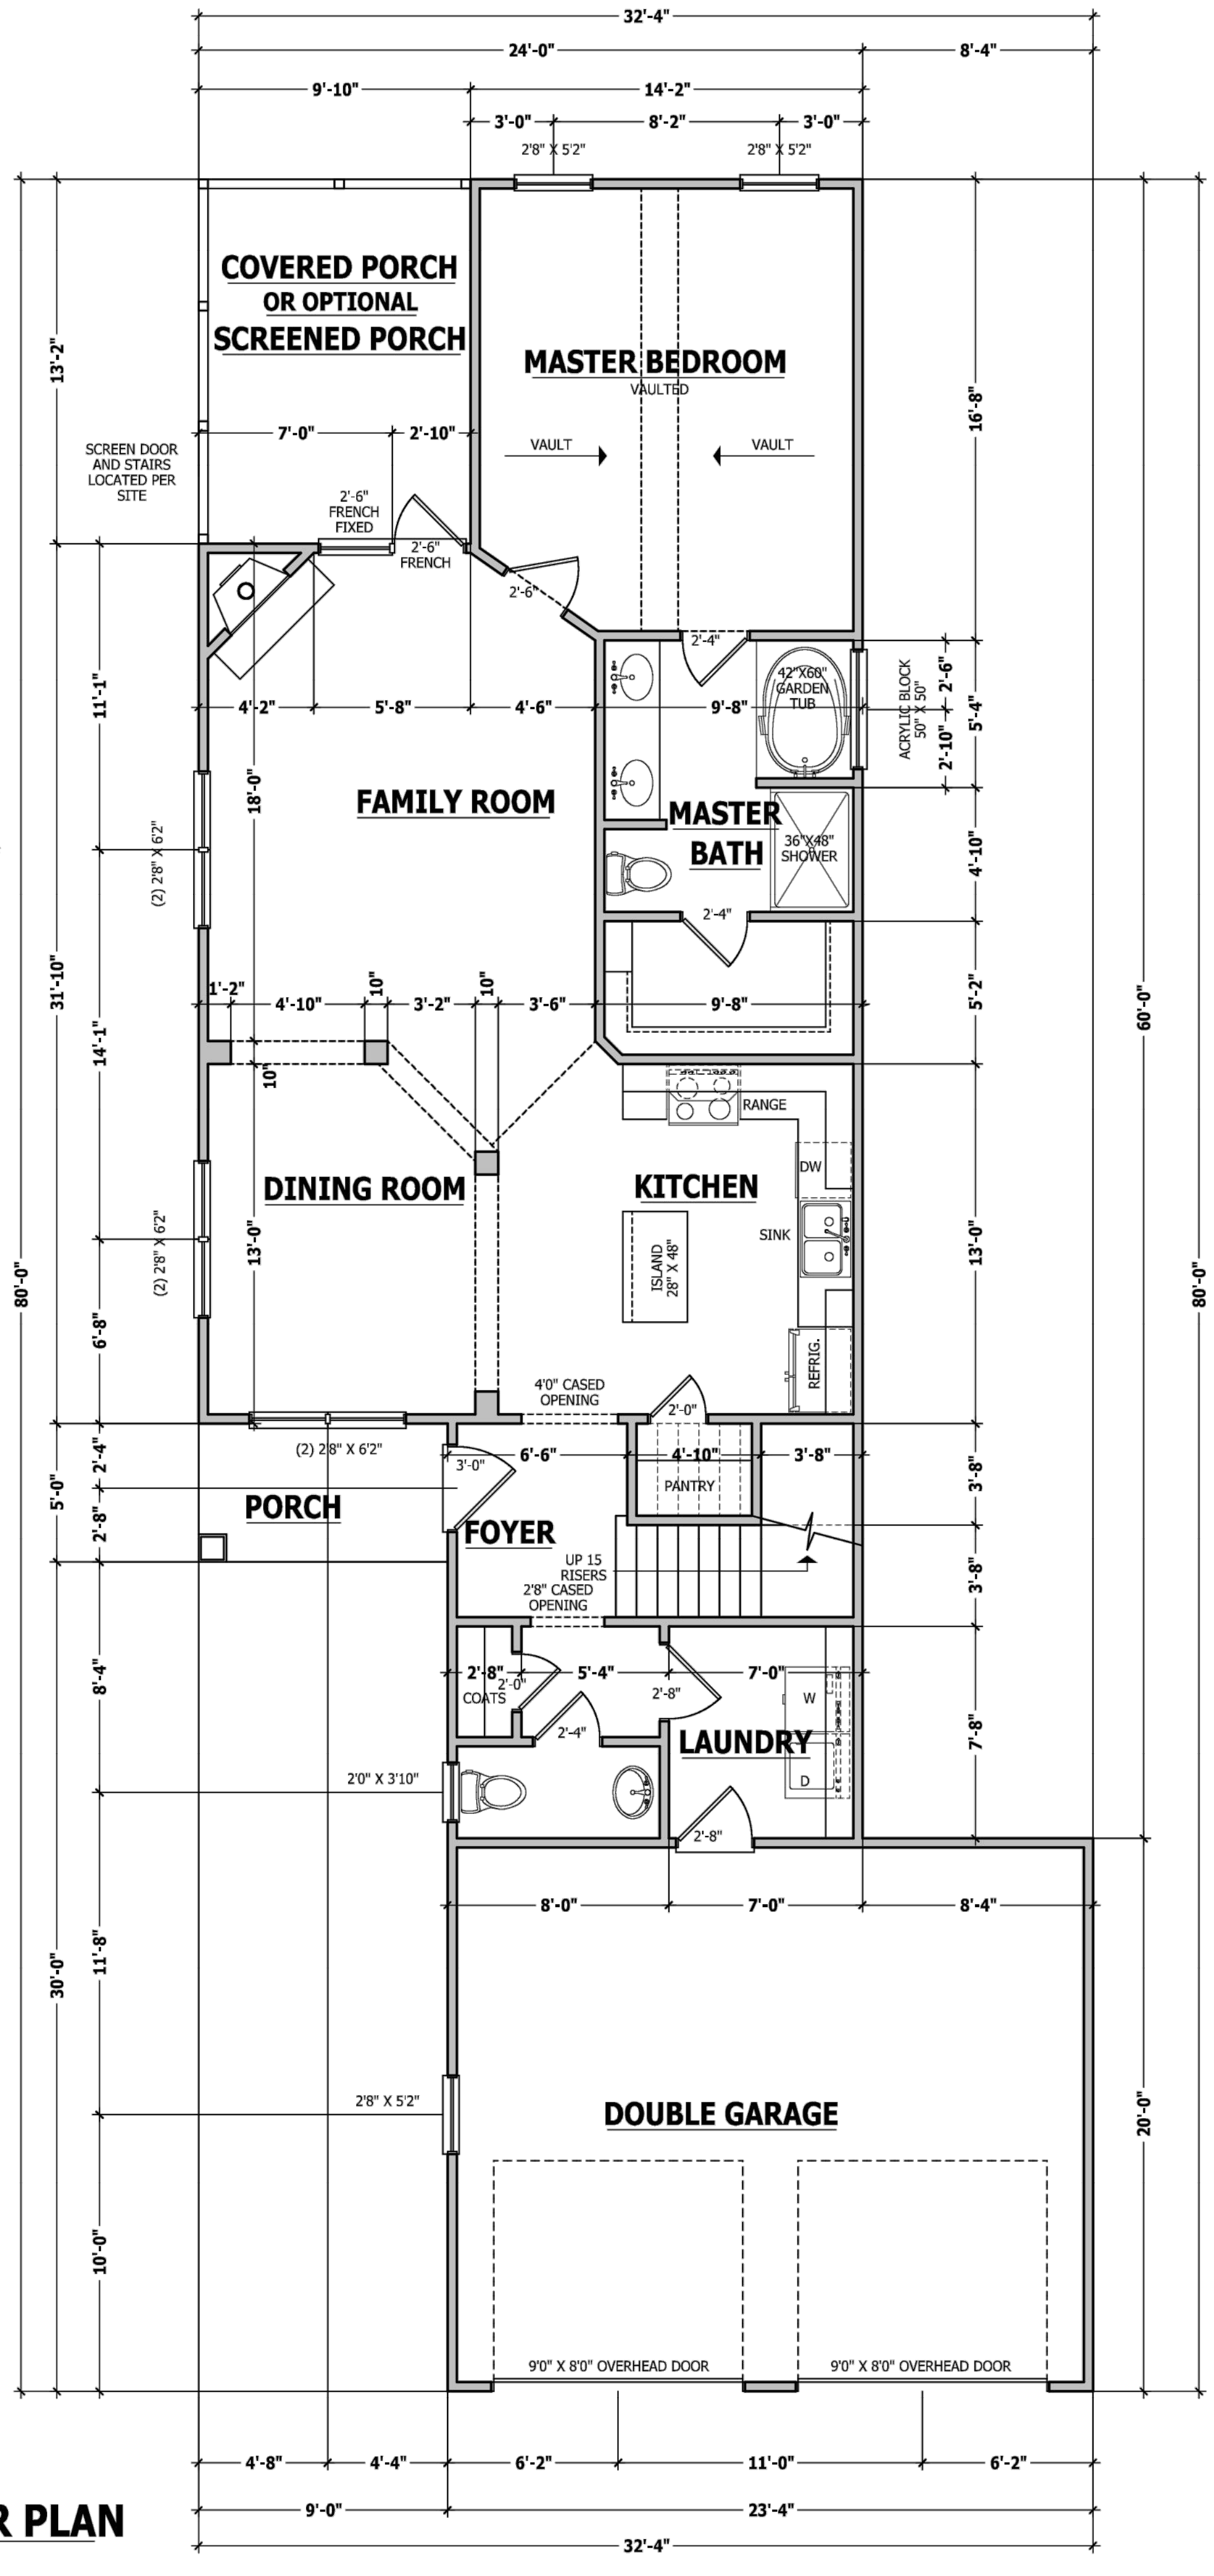 32'-4"
24'-0"
8'-4"
9'-10"
14'-2"
3'-0"
8'-2"
3'-0"
2'8" X 5'2"
2'8" X 5'2"
COVERED PORCH
OR OPTIONAL
SCREENED PORCH
MASTER BEDROOM
VAULTED
13'-2"
16'-8"
7'-0"
2'-10"
VAULT
VAULT
SCREEN DOOR
AND STAIRS
LOCATED PER
SITE
2'-6"
FRENCH
FIXED
2'-6"
FRENCH
2'-6"
2'-4"
42"X60"
GARDEN
TUB
ACRYLIC BLOCK
50" X 50"
2'-6"
2'-10"
5'-4"
11'-1"
4'-2"
5'-8"
4'-6"
9'-8"
18'-0"
FAMILY ROOM
(2) 2'8" X 6'2"
MASTER
BATH
36"X48"
SHOWER
4'-10"
2'-4"
31'-10"
5'-2"
60'-0"
1'-2"
4'-10"
10"
3'-2"
10"
3'-6"
9'-8"
14'-1"
10"
RANGE
DW
DINING ROOM
KITCHEN
SINK
(2) 2'8" X 6'2"
13'-0"
ISLAND
28" X 48"
13'-0"
80'-0"
80'-0"
6'-8"
REFRIG.
4'0" CASED
OPENING
2'-0"
(2) 2'8" X 6'2"
2'-4"
3'-0"
6'-6"
4'-10"
3'-8"
PANTRY
3'-8"
5'-0"
2'-8"
PORCH
FOYER
UP 15
RISERS
2'8" CASED
OPENING
3'-8"
8'-4"
2'-8"
2'-0"
COATS
5'-4"
2'-8"
7'-0"
W
2'-4"
LAUNDRY
7'-8"
D
2'0" X 3'10"
2'-8"
8'-0"
7'-0"
8'-4"
11'-8"
30'-0"
2'8" X 5'2"
DOUBLE GARAGE
20'-0"
10'-0"
9'0" X 8'0" OVERHEAD DOOR
9'0" X 8'0" OVERHEAD DOOR
4'-8"
4'-4"
6'-2"
11'-0"
6'-2"
9'-0"
23'-4"
R PLAN
32'-4"